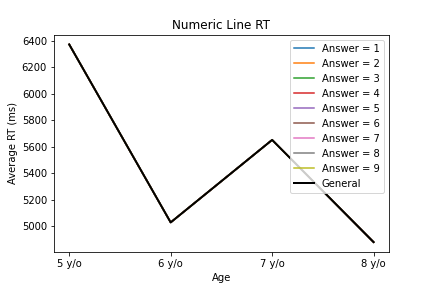 Numeric Line RT
6400
6200
6000
5800
5600
5400
5200
5000
Average RT (ms)
Answer = 1
Answer = 2
Answer = 3
Answer = 4
Answer = 5
Answer = 6
Answer = 7
Answer = 8
Answer = 9
General
5 y/o 6 y/o 7 y/o 8 y/o
Age